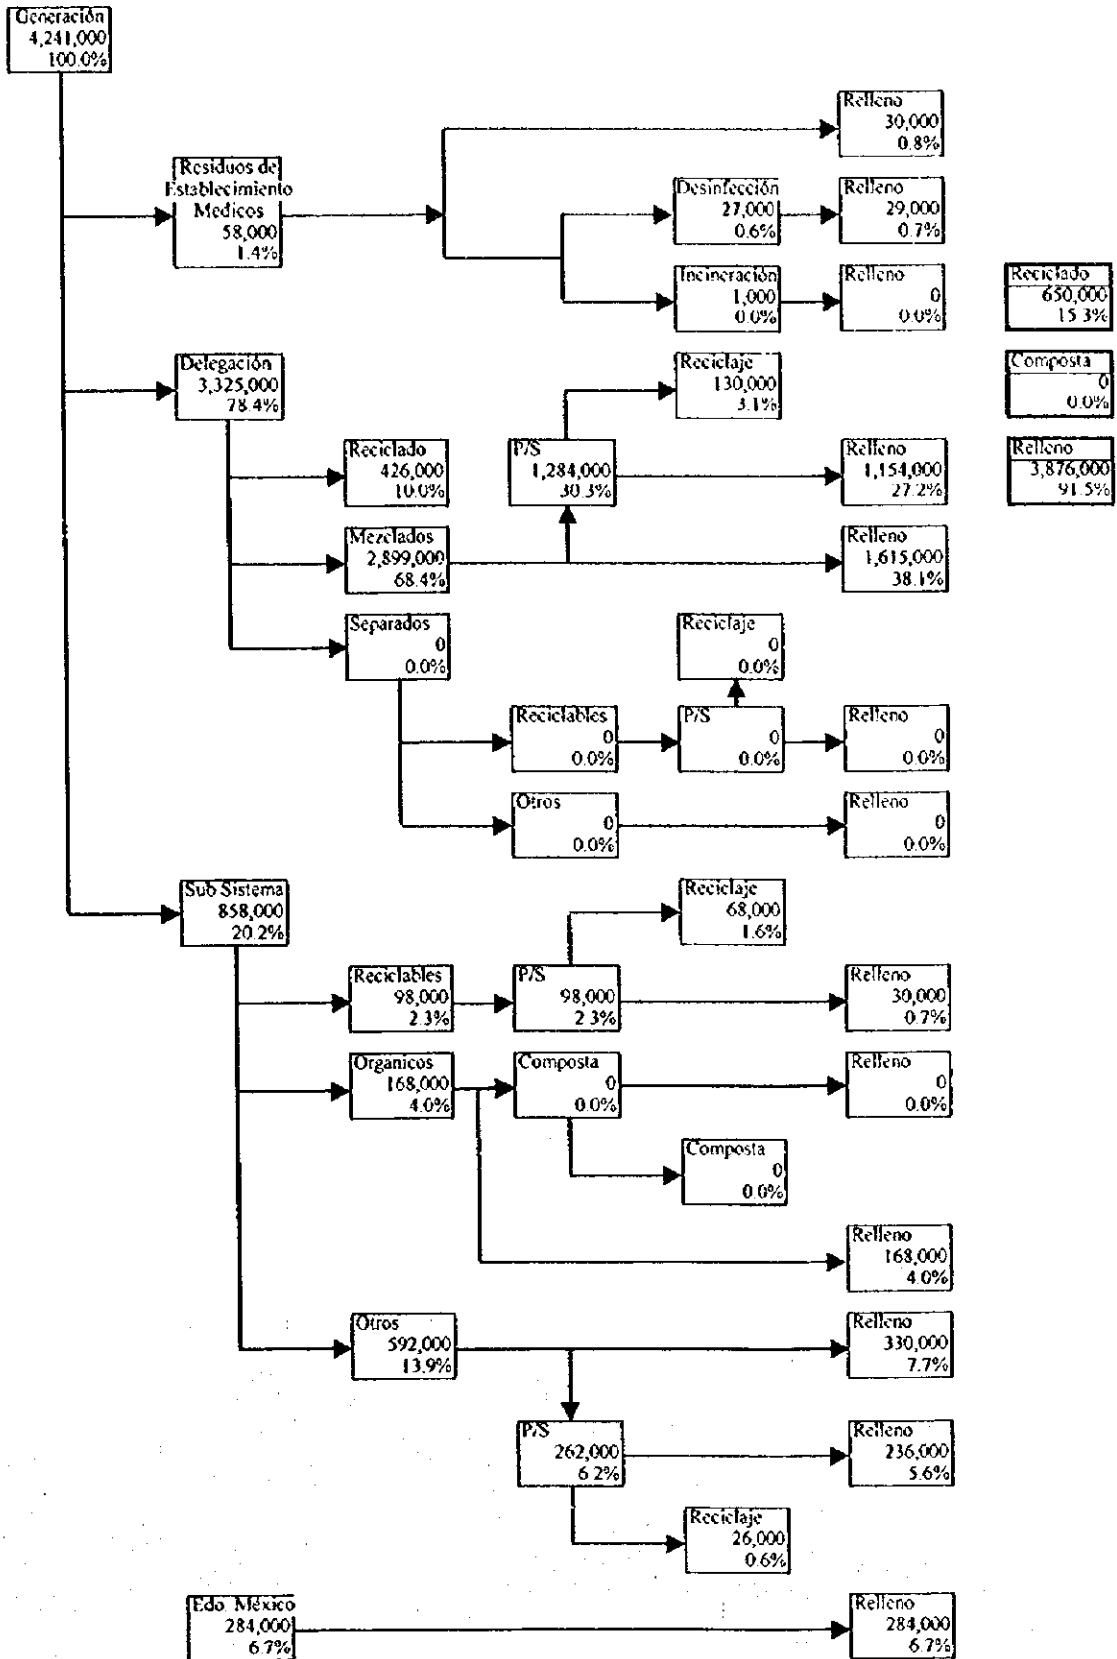 Generación
4,241,000
100.0%
Relleno
30,000
0.8%
Residuos de
Establecimiento
Medicos
58,000
1.4%
Desinfección
27,000
0.6%
Relleno
29,000
0.7%
Incineración
1,000
0.0%
Relleno
0
0.0%
Reciclado
650,000
15.3%
Delegación
3,325,000
78.4%
Reciclaje
130,000
3.1%
Composta
0
0.0%
Reciclado
426,000
10.0%
P/S
1,284,000
30.3%
Relleno
1,154,000
27.2%
Relleno
3,876,000
91.5%
Mezclados
2,899,000
68.4%
Relleno
1,615,000
38.1%
Separados
0
0.0%
Reciclaje
0
0.0%
Reciclables
0
0.0%
P/S
0
0.0%
Relleno
0
0.0%
Otros
0
0.0%
Relleno
0
0.0%
Sub Sistema
858,000
20.2%
Reciclaje
68,000
1.6%
Reciclables
98,000
2.3%
P/S
98,000
2.3%
Relleno
30,000
0.7%
Organicos
168,000
4.0%
Composta
0
0.0%
Relleno
0
0.0%
Composta
0
0.0%
Relleno
168,000
4.0%
Otros
592,000
13.9%
Relleno
330,000
7.7%
P/S
262,000
6.2%
Relleno
236,000
5.6%
Reciclaje
26,000
0.6%
Edo. México
284,000
6.7%
Relleno
284,000
6.7%